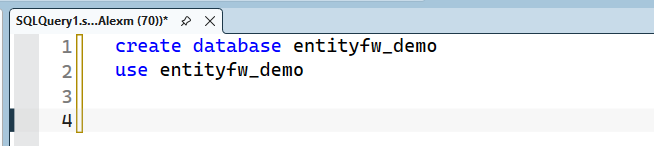 SQLQuery1.s...Alexm (70))*
1 create database entityfw_demo
2 use entityfw_demo
3
4